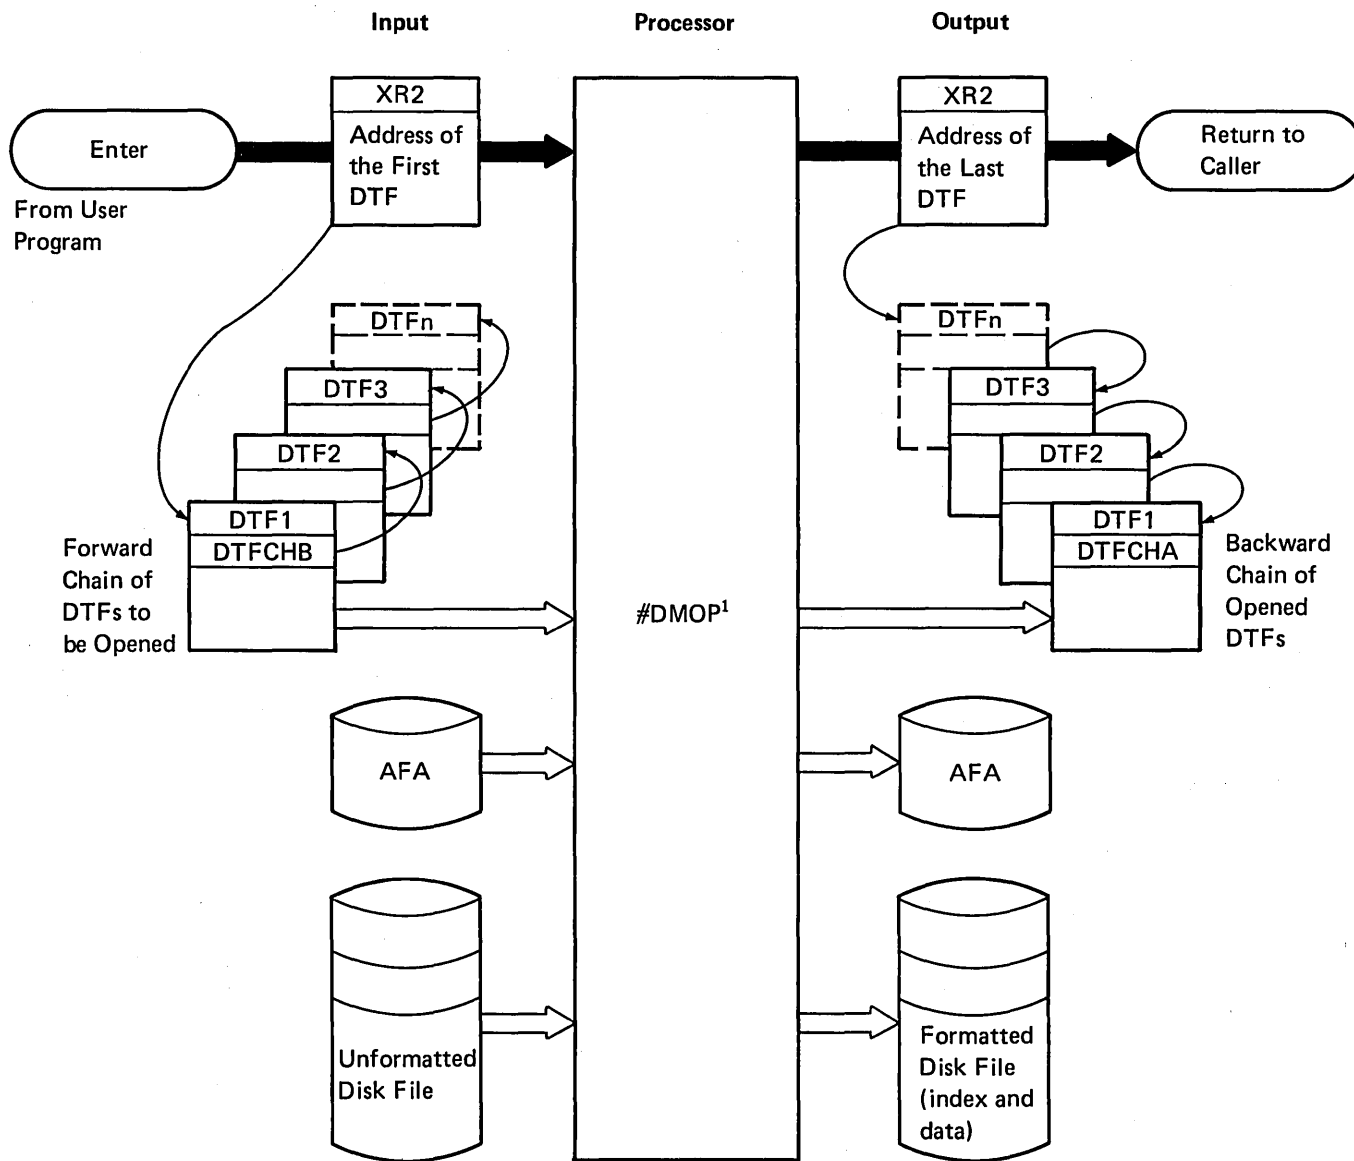 Input
Processor
Output
XR2
Address of
the First
DTF
XR2
Address of
the Last
DTF
Enter
Return to
Caller
From User
Program
DTFn
DTF3
DTF2
DTF1
DTFCHB
Forward
Chain of
DTFs to
be Opened
#DMOP¹
DTFn
DTF3
DTF2
DTF1
DTFCHA
Backward
Chain of
Opened
DTFs
AFA
AFA
Unformatted
Disk File
Formatted
Disk File
(index and
data)